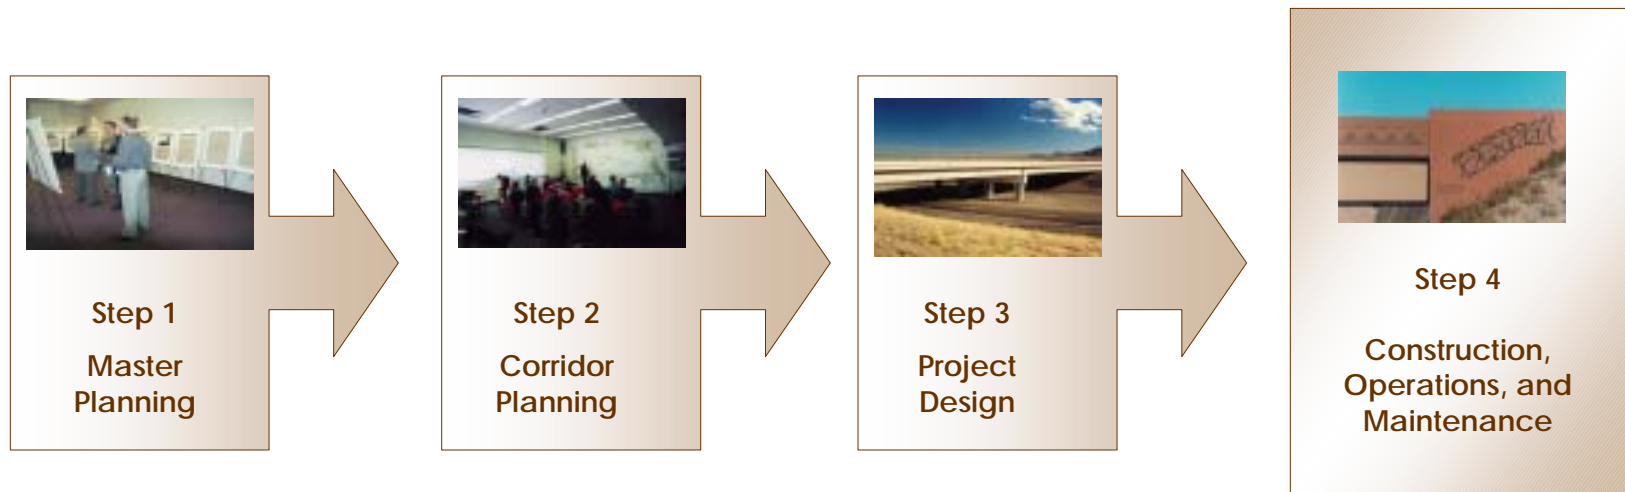 Step 1
Master
Planning
Step 2
Corridor
Planning
Step 3
Project
Design
Step 4
Construction,
Operations, and
Maintenance